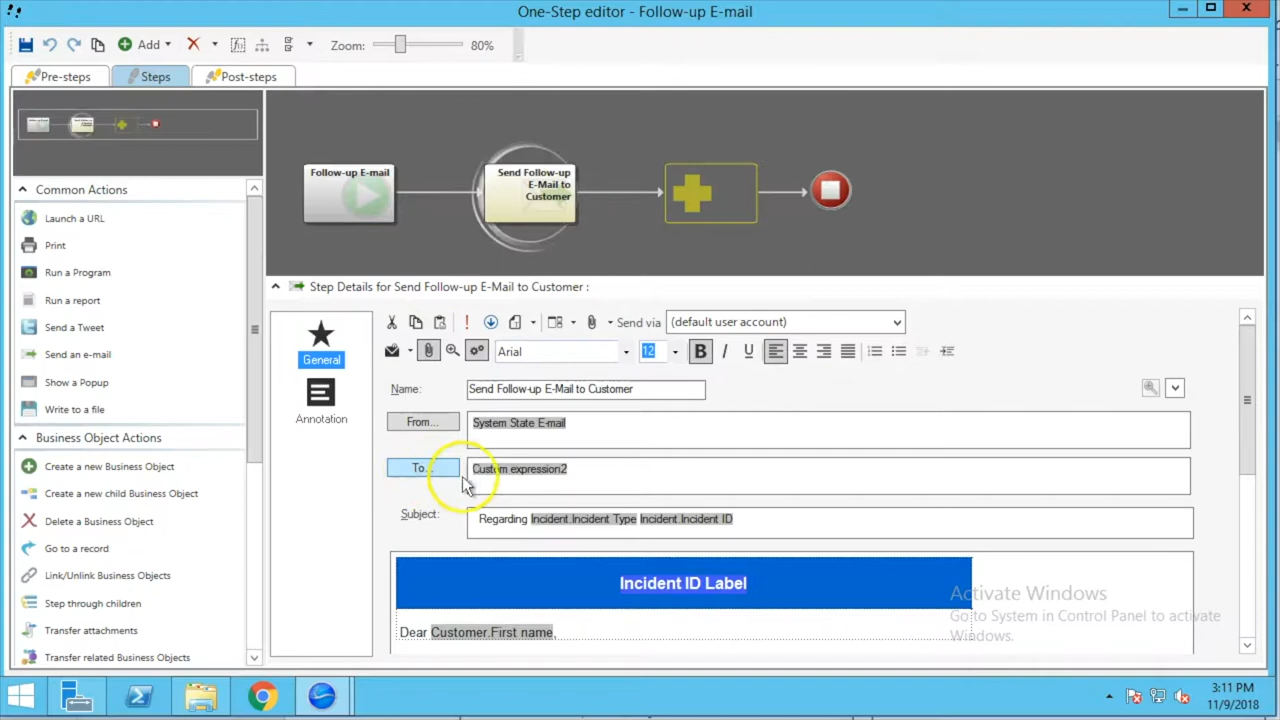 One-Step editor - Follow-up E-mail
Add
Zoom:
80%
Pre-steps
Steps
Post-steps
Common Actions
Launch a URL
Print
Run a Program
Run a report
Send a Tweet
Send an e-mail
Show a Popup
Write to a file
Business Object Actions
Create a new Business Object
Create a new child Business Object
Delete a Business Object
Go to a record
Link/Unlink Business Objects
Step through children
Transfer attachments
Transfer related Business Objects
Follow-up E-mail
Send Follow-up
E-Mail to
Customer
Step Details for Send Follow-up E-Mail to Customer :
General
Annotation
Send via
(default user account)
Arial
12
B
I
U
Name:
Send Follow-up E-Mail to Customer
From...
System State E-mail
To...
Custom expression2
Subject:
Regarding Incident.Incident Type Incident.Incident ID
Incident ID Label
Dear Customer.First name,
Activate Windows
Go to System in Control Panel to activate
Windows.
3:11 PM
11/9/2018